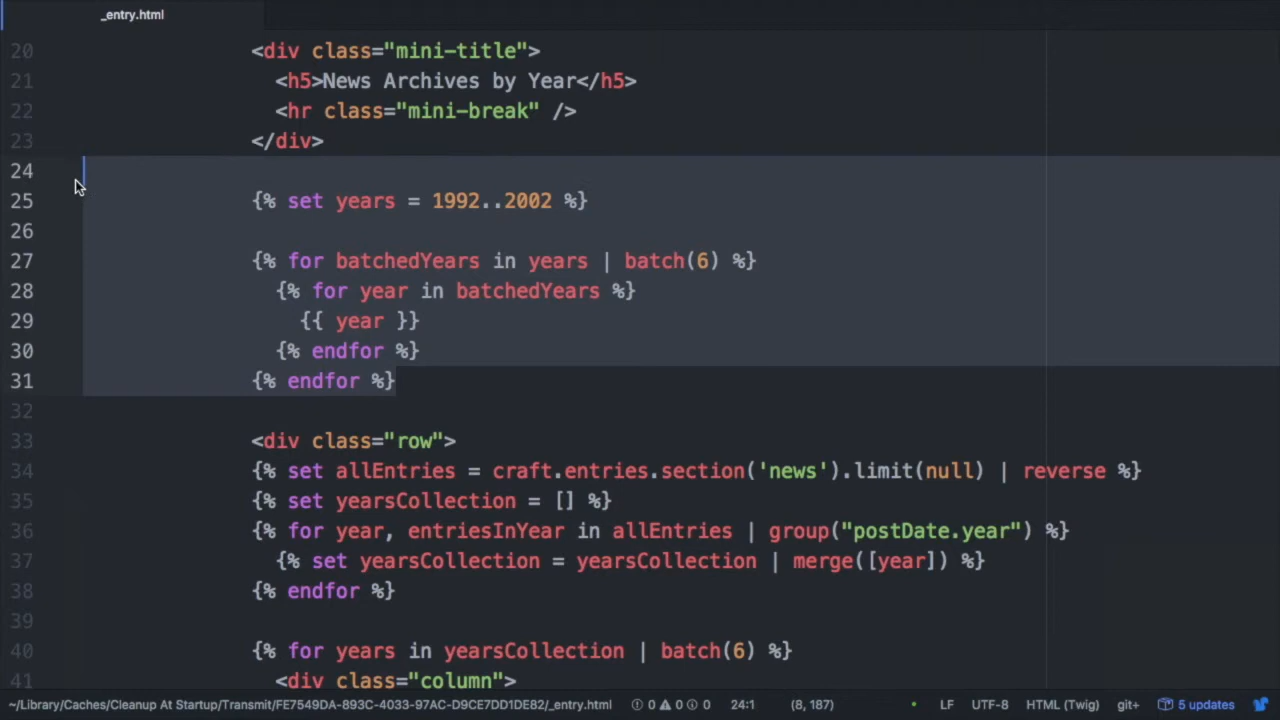 _entry.html
20 <div class="mini-title">
21 <h5>News Archives by Year</h5>
22 <hr class="mini-break" />
23 </div>
24
25 {% set years = 1992..2002 %}
26
27 {% for batchedYears in years | batch(6) %}
28 {% for year in batchedYears %}
29 {{ year }}
30 {% endfor %}
31 {% endfor %}
32
33 <div class="row">
34 {% set allEntries = craft.entries.section('news').limit(null) | reverse %}
35 {% set yearsCollection = [] %}
36 {% for year, entriesInYear in allEntries | group("postDate.year") %}
37 {% set yearsCollection = yearsCollection | merge([year]) %}
38 {% endfor %}
39
40 {% for years in yearsCollection | batch(6) %}
41 <div class="column">
~/Library/Caches/Cleanup At Startup/Transmit/FE7549DA-893C-4033-97AC-D9CE7DD1DE82/_entry.html 0 0 0 24:1 (8, 187) LF UTF-8 HTML (Twig) git+ 5 updates